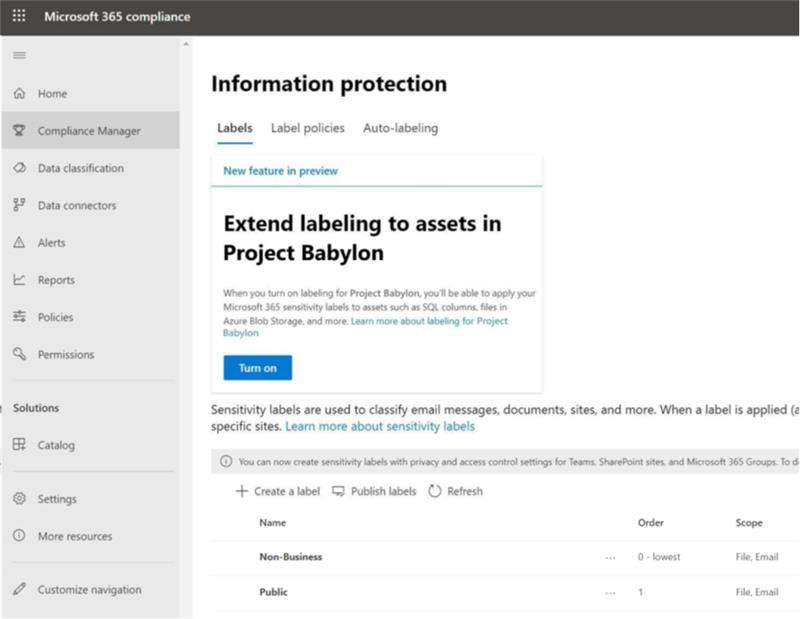 Microsoft 365 compliance
Home
Compliance Manager
Data classification
Data connectors
Alerts
Reports
Policies
Permissions
Solutions
Catalog
Settings
More resources
Customize navigation
Information protection
Labels Label policies Auto-labeling
New feature in preview
Extend labeling to assets in
Project Babylon
When you turn on labeling for Project Babylon, you'll be able to apply your
Microsoft 365 sensitivity labels to assets such as SQL columns, files in
Azure Blob Storage, and more. Learn more about labeling for Project
Babylon
Turn on
Sensitivity labels are used to classify email messages, documents, sites, and more. When a label is applied (a
specific sites. Learn more about sensitivity labels
You can now create sensitivity labels with privacy and access control settings for Teams, SharePoint sites, and Microsoft 365 Groups. To d
Create a label Publish labels Refresh
Name Order Scope
Non-Business ... 0 - lowest File, Email
Public ... 1 File, Email